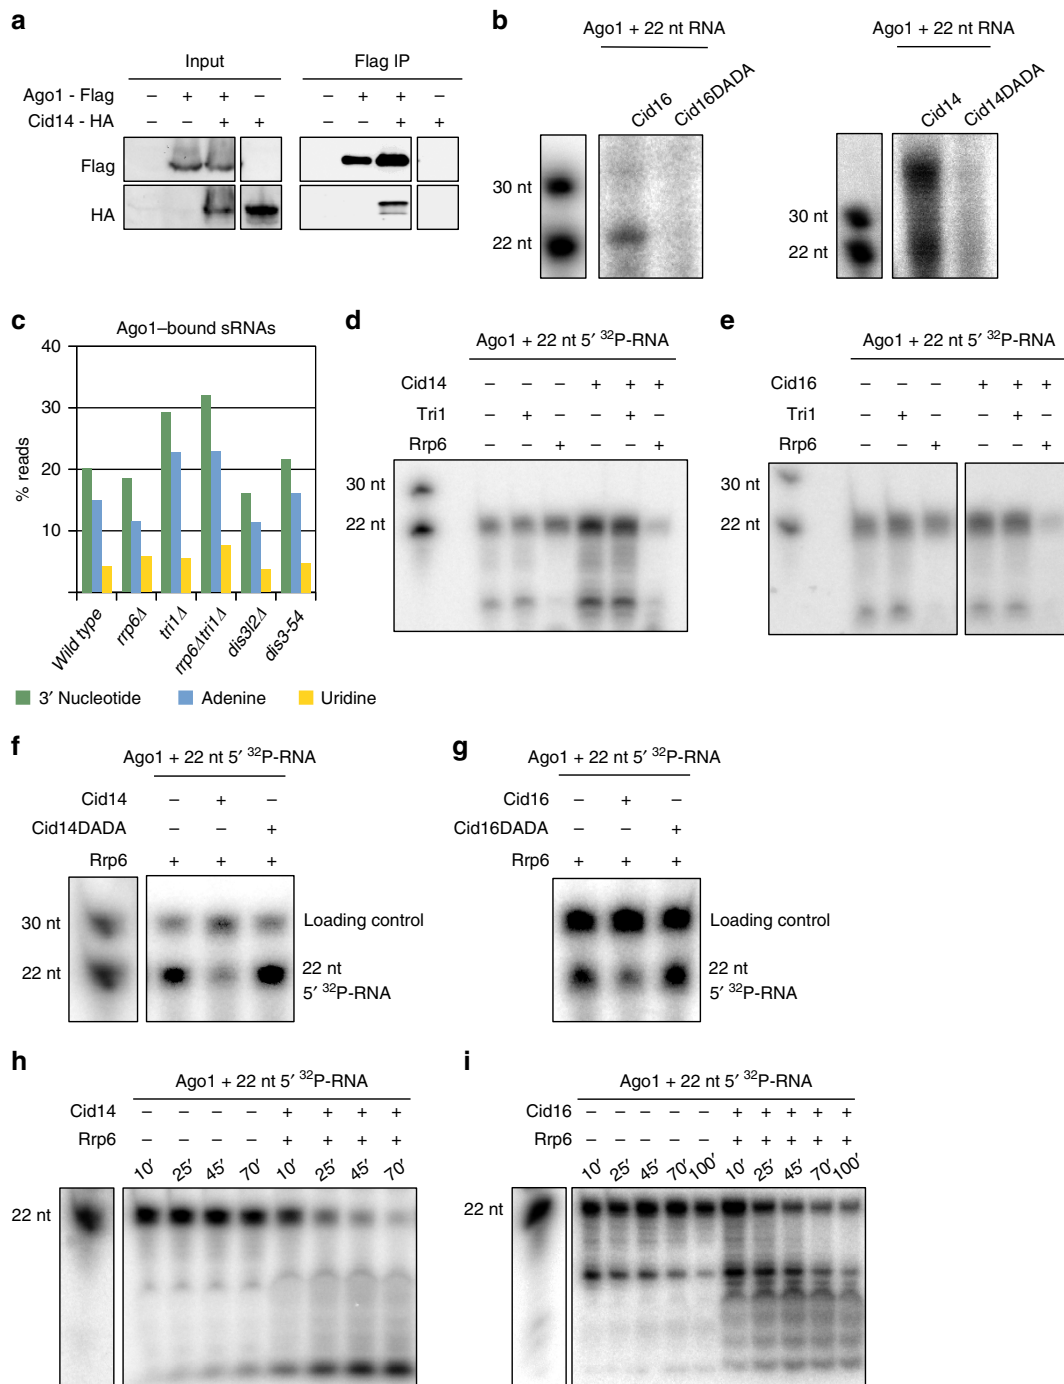 a
Input
Flag IP
Ago1 - Flag – + + – – + + –
Cid14 - HA – – + + – – + +
Flag
HA
b
Ago1 + 22 nt RNA
Cid16 Cid16DADA
30 nt
22 nt
Ago1 + 22 nt RNA
Cid14 Cid14DADA
30 nt
22 nt
c
Ago1–bound sRNAs
% reads
40
30
20
10
Wild type rrp6Δ tri1Δ rrp6Δtri1Δ dis3l2Δ dis3-54
3′ Nucleotide Adenine Uridine
d
Ago1 + 22 nt 5′ ³²P-RNA
Cid14 – – – + + +
Tri1 – + – – + –
Rrp6 – – + – – +
30 nt
22 nt
e
Ago1 + 22 nt 5′ ³²P-RNA
Cid16 – – – + + +
Tri1 – + – – + –
Rrp6 – – + – – +
30 nt
22 nt
f
Ago1 + 22 nt 5′ ³²P-RNA
Cid14 – + –
Cid14DADA – – +
Rrp6 + + +
30 nt
22 nt
Loading control
22 nt
5′ ³²P-RNA
g
Ago1 + 22 nt 5′ ³²P-RNA
Cid16 – + –
Cid16DADA – – +
Rrp6 + + +
Loading control
22 nt
5′ ³²P-RNA
h
Ago1 + 22 nt 5′ ³²P-RNA
Cid14 – – – – + + + +
Rrp6 – – – – + + + +
10′ 25′ 45′ 70′ 10′ 25′ 45′ 70′
22 nt
i
Ago1 + 22 nt 5′ ³²P-RNA
Cid16 – – – – – + + + + +
Rrp6 – – – – – + + + + +
10′ 25′ 45′ 70′ 100′ 10′ 25′ 45′ 70′ 100′
22 nt